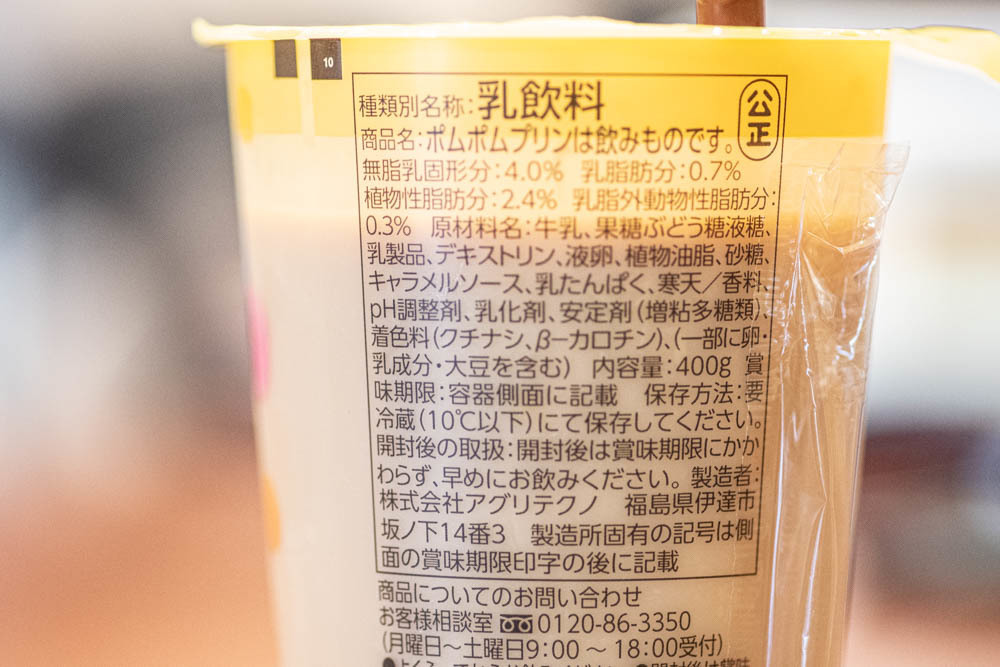 10
種類別名称：乳飲料
公正
商品名：ポムポムプリンは飲みものです。
無脂乳固形分：4.0%　乳脂肪分：0.7%
植物性脂肪分：2.4%　乳脂外動物性脂肪分：
0.3%　原材料名：牛乳、果糖ぶどう糖液糖、
乳製品、デキストリン、液卵、植物油脂、砂糖、
キャラメルソース、乳たんぱく、寒天／香料、
pH調整剤、乳化剤、安定剤（増粘多糖類）、
着色料（クチナシ、β－カロチン）、（一部に卵・
乳成分・大豆を含む）　内容量：400g　賞
味期限：容器側面に記載　保存方法：要
冷蔵（10℃以下）にて保存してください。
開封後の取扱：開封後は賞味期限にかか
わらず、早めにお飲みください。製造者：
株式会社アグリテクノ　福島県伊達市
坂ノ下14番3　製造所固有の記号は側
面の賞味期限印字の後に記載
商品についてのお問い合わせ
お客様相談室 0120-86-3350
（月曜日～土曜日9：00 ～ 18：00受付）